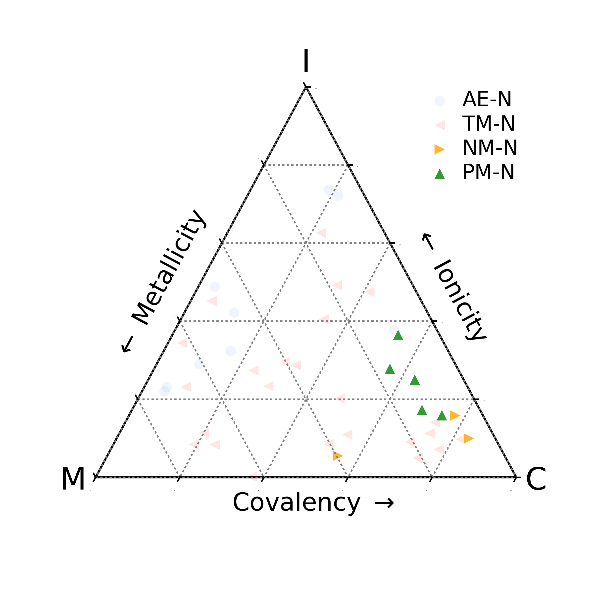 I
AE-N
TM-N
NM-N
PM-N
← Metallicity
← Ionicity
M
C
Covalency →